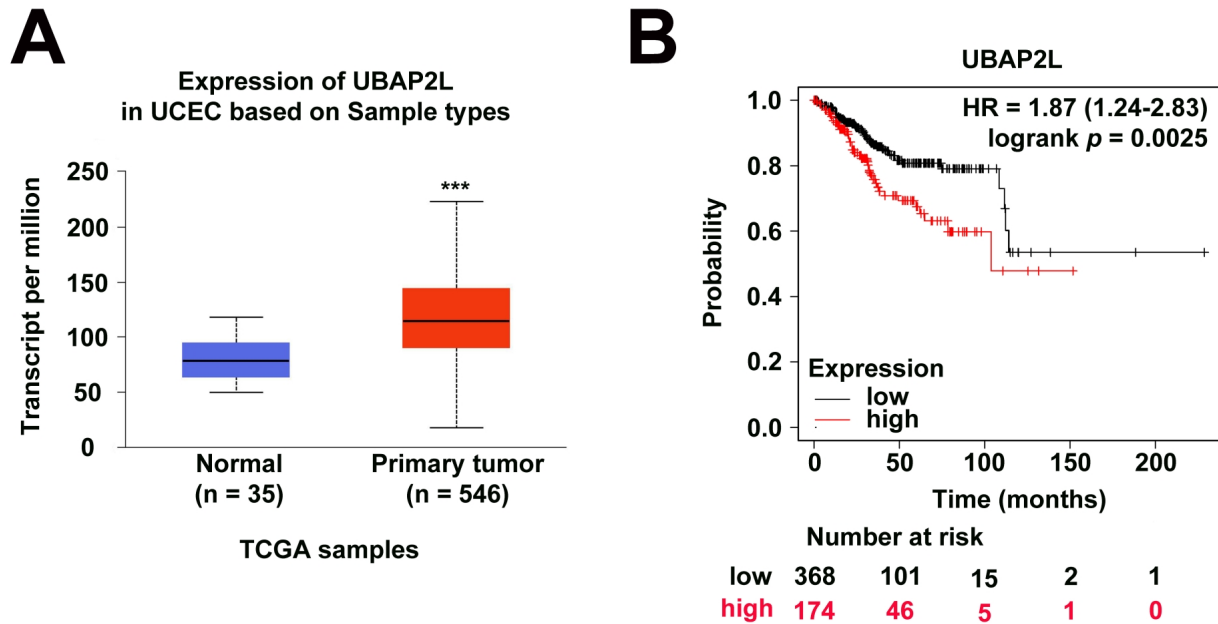 A
Expression of UBAP2L
in UCEC based on Sample types
Transcript per million
250
200
150
100
50
0
***
Normal
(n = 35)
Primary tumor
(n = 546)
TCGA samples
B
UBAP2L
HR = 1.87 (1.24-2.83)
logrank p = 0.0025
Probability
1.0
0.8
0.6
0.4
0.2
0.0
Expression
low
high
0 50 100 150 200
Time (months)
Number at risk
low 368 101 15 2 1
high 174 46 5 1 0